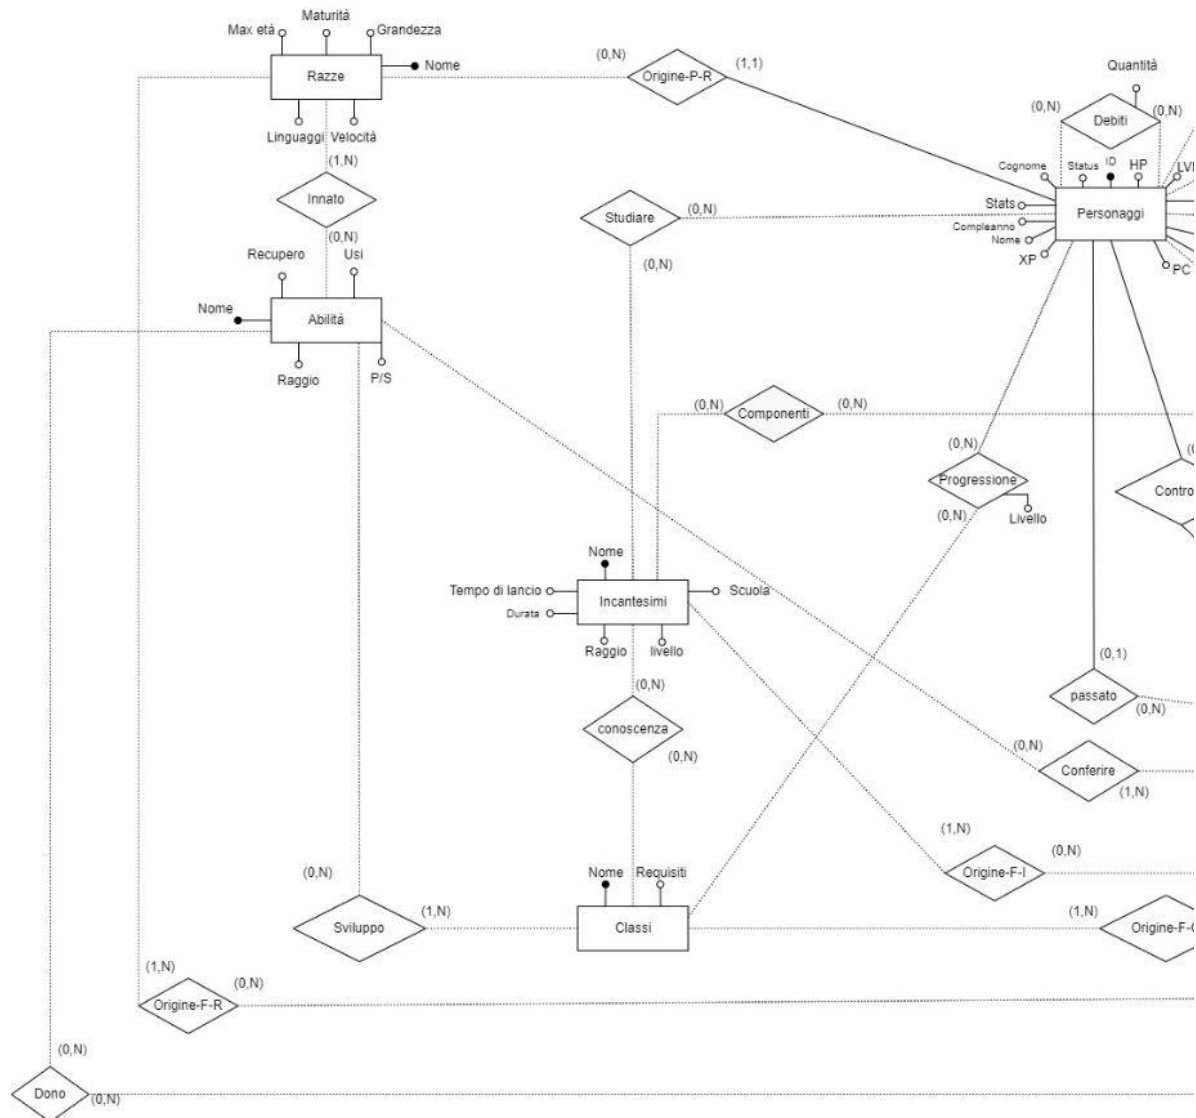 Maturità
Max età
Grandezza
Nome
Razze
Linguaggi
Velocità
(0,N)
Origine-P-R
(1,1)
Quantità
(0,N)
Debiti
(0,N)
Cognome
Status
ID
HP
Stats
Personaggi
Compleanno
Nome
XP
PC
(1,N)
Innato
(0,N)
Studiare
(0,N)
(0,N)
Recupero
Usi
Nome
Abilità
Raggio
P/S
(0,N)
Componenti
(0,N)
(0,N)
Progressione
(0,N)
Livello
Contro
Nome
Tempo di lancio
Incantesimi
Scuola
Durata
Raggio
livello
(0,N)
conoscenza
(0,N)
(0,1)
passato
(0,N)
(0,N)
Conferire
(1,N)
(1,N)
Origine-F-I
(0,N)
(0,N)
Sviluppo
(1,N)
Nome
Requisiti
Classi
(1,N)
Origine-F-
(1,N)
Origine-F-R
(0,N)
(0,N)
Dono
(0,N)